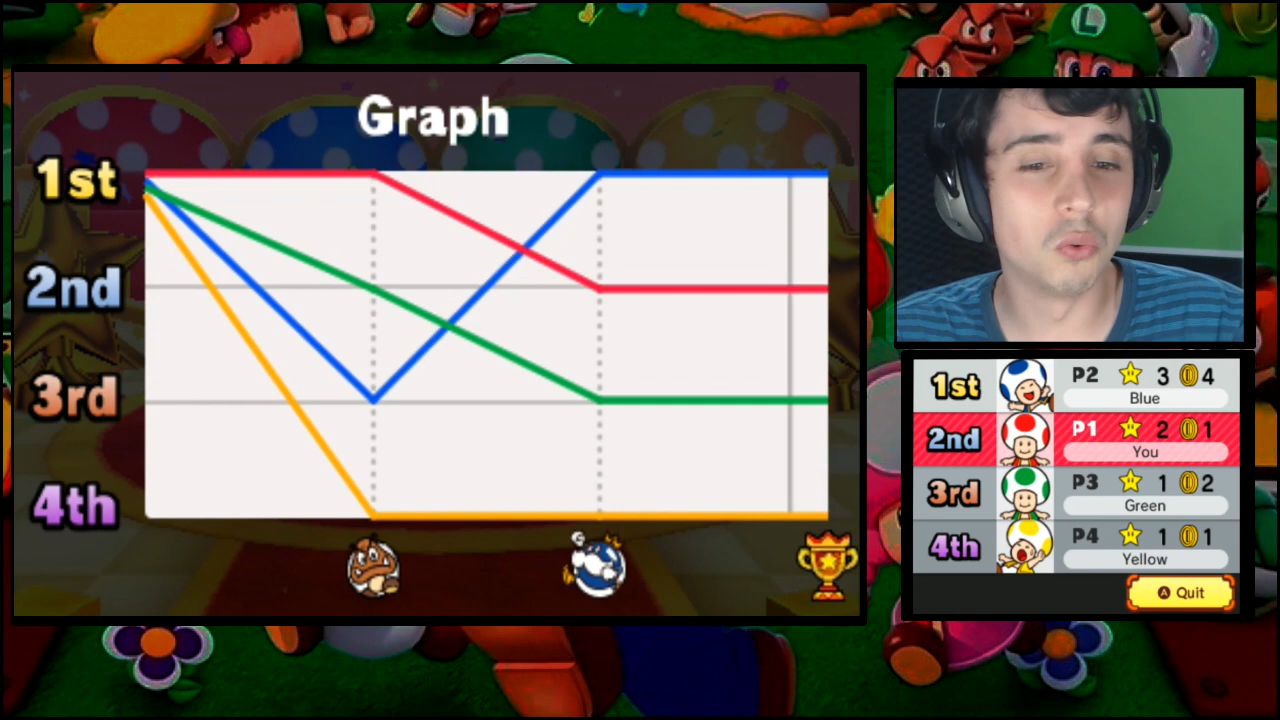 Graph
1st
2nd
3rd
4th
1st P2 3 4
Blue
2nd P1 2 1
You
3rd P3 1 2
Green
4th P4 1 1
Yellow
A Quit
L